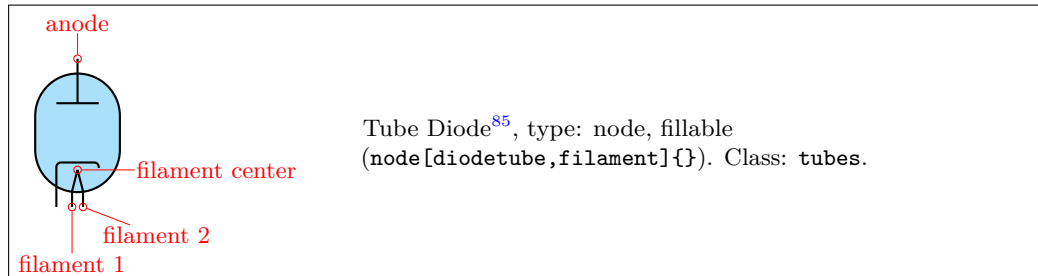 anode
Tube Diode85, type: node, fillable
(node[diodetube,filament]{}). Class: tubes.
filament center
filament 2
filament 1